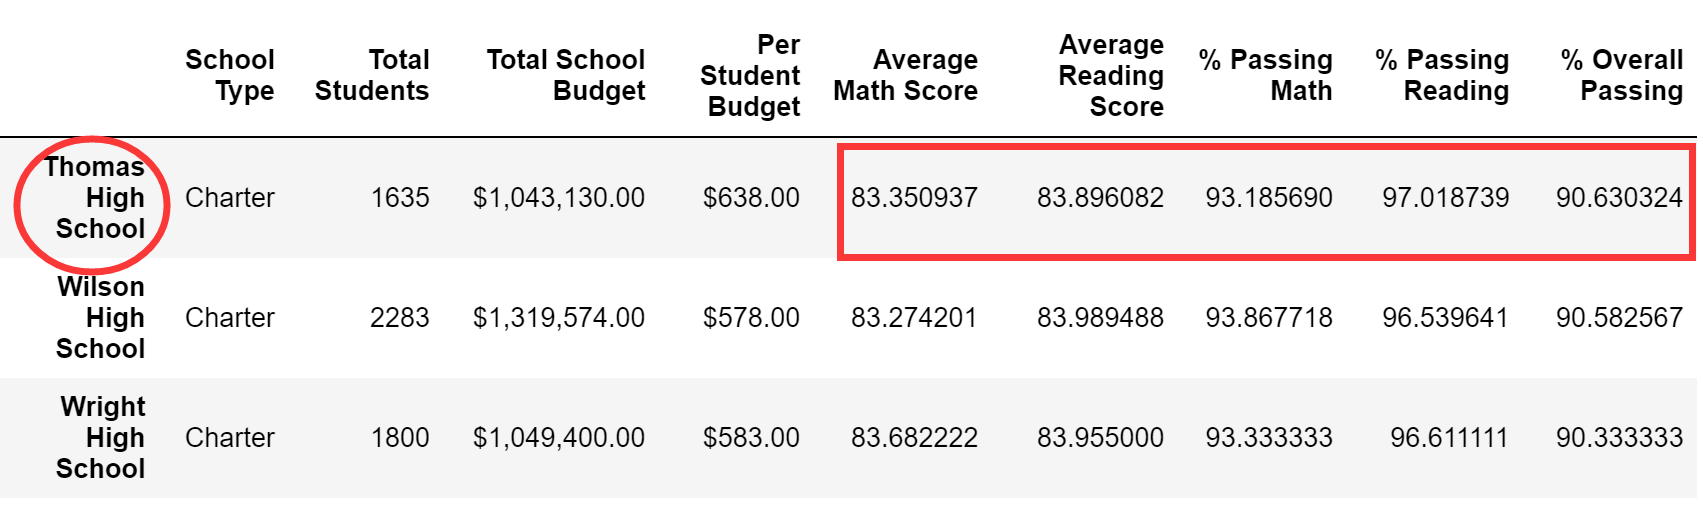 School Type Total Students Total School Budget Per Student Budget Average Math Score Average Reading Score % Passing Math % Passing Reading % Overall Passing
Thomas High School Charter 1635 $1,043,130.00 $638.00 83.350937 83.896082 93.185690 97.018739 90.630324
Wilson High School Charter 2283 $1,319,574.00 $578.00 83.274201 83.989488 93.867718 96.539641 90.582567
Wright High School Charter 1800 $1,049,400.00 $583.00 83.682222 83.955000 93.333333 96.611111 90.333333